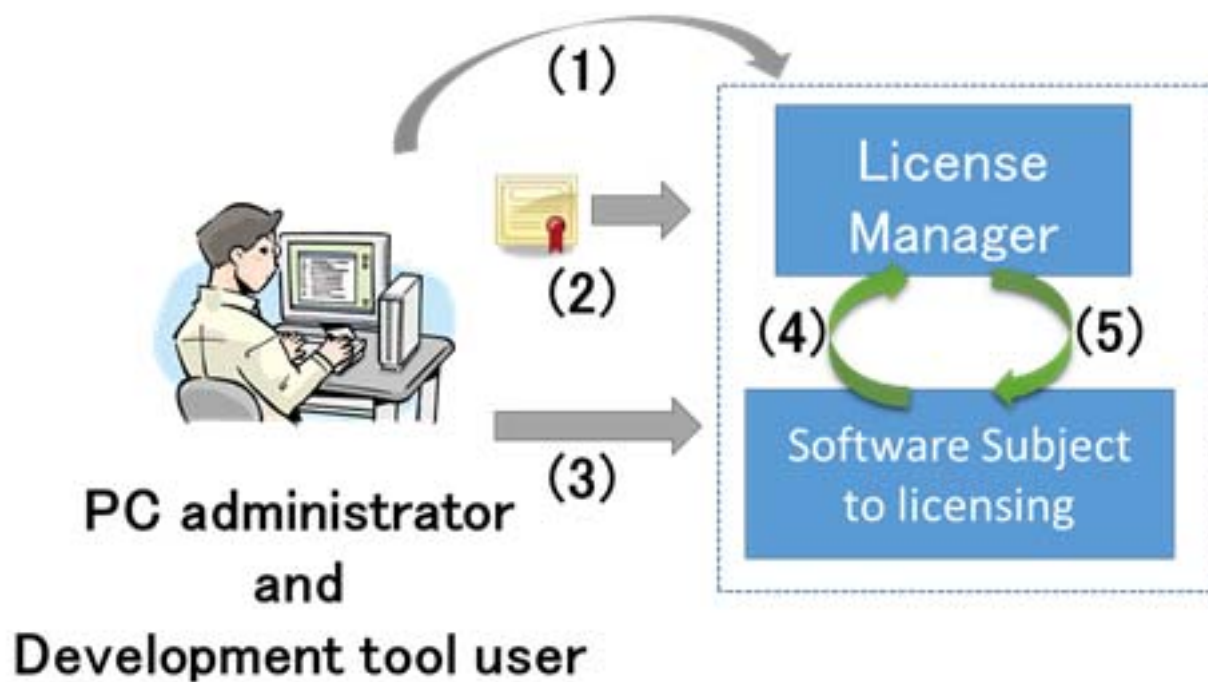 (1)
License
Manager
(2)
(4)
(5)
Software Subject
to licensing
(3)
PC administrator
and
Development tool user